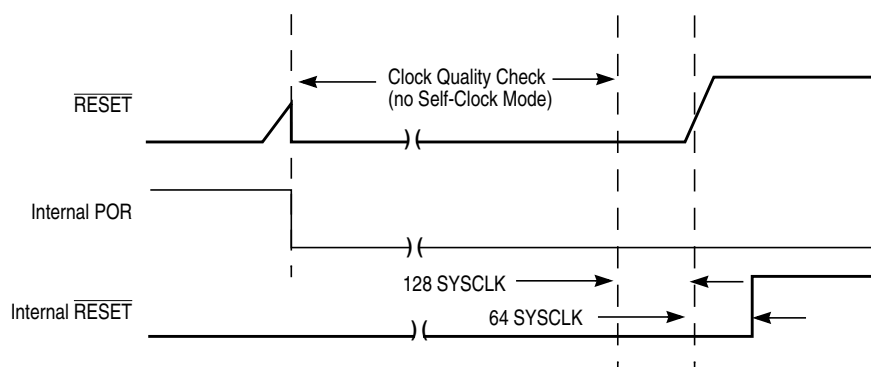 Clock Quality Check
(no Self-Clock Mode)
RESET
Internal POR
128 SYSCLK
Internal RESET
64 SYSCLK